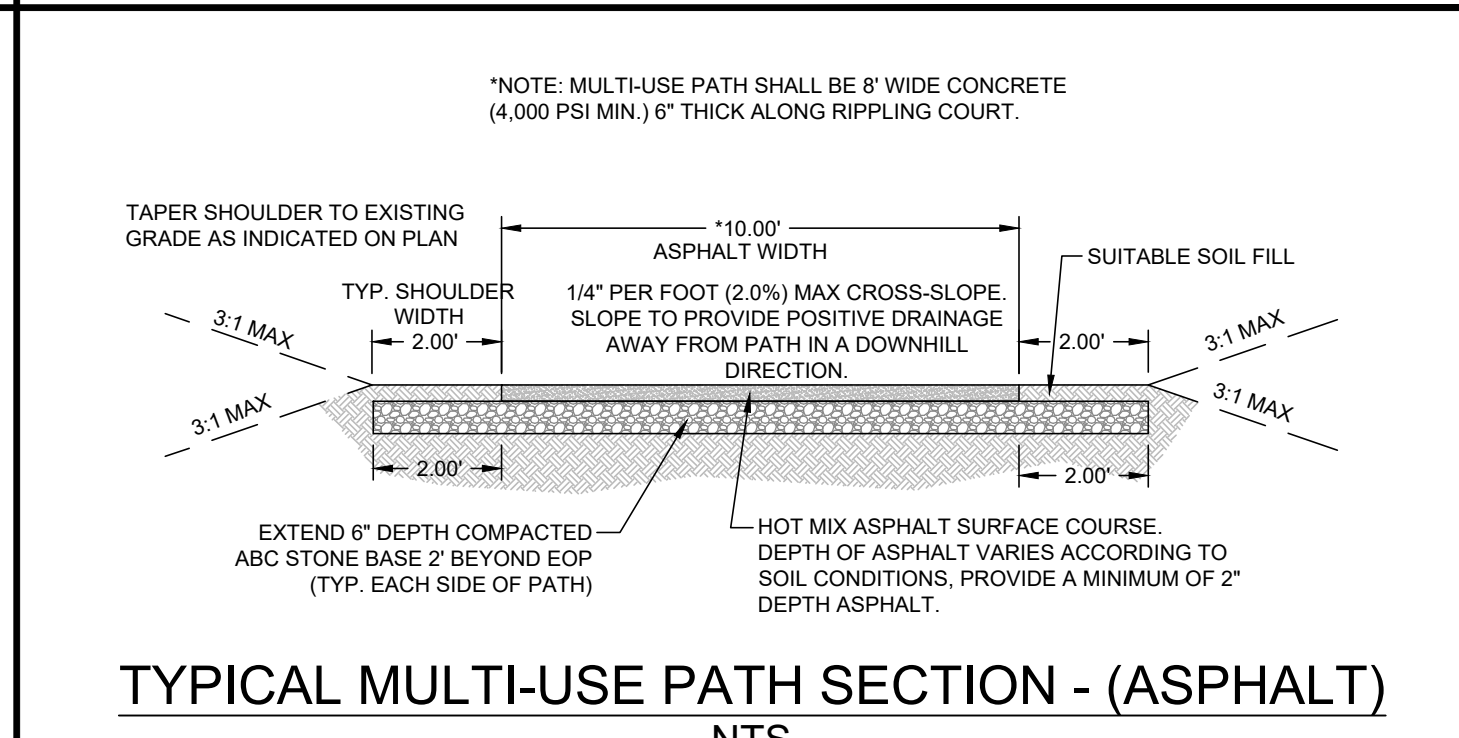 *NOTE: MULTI-USE PATH SHALL BE 8' WIDE CONCRETE
(4,000 PSI MIN.) 6" THICK ALONG RIPPLING COURT.
TAPER SHOULDER TO EXISTING
GRADE AS INDICATED ON PLAN
*10.00'
ASPHALT WIDTH
SUITABLE SOIL FILL
TYP. SHOULDER
WIDTH
2.00'
1/4" PER FOOT (2.0%) MAX CROSS-SLOPE.
SLOPE TO PROVIDE POSITIVE DRAINAGE
AWAY FROM PATH IN A DOWNHILL
DIRECTION.
2.00'
3:1 MAX
3:1 MAX
3:1 MAX
3:1 MAX
2.00'
2.00'
EXTEND 6" DEPTH COMPACTED
ABC STONE BASE 2' BEYOND EOP
(TYP. EACH SIDE OF PATH)
HOT MIX ASPHALT SURFACE COURSE.
DEPTH OF ASPHALT VARIES ACCORDING TO
SOIL CONDITIONS, PROVIDE A MINIMUM OF 2"
DEPTH ASPHALT.
TYPICAL MULTI-USE PATH SECTION - (ASPHALT)
NTS